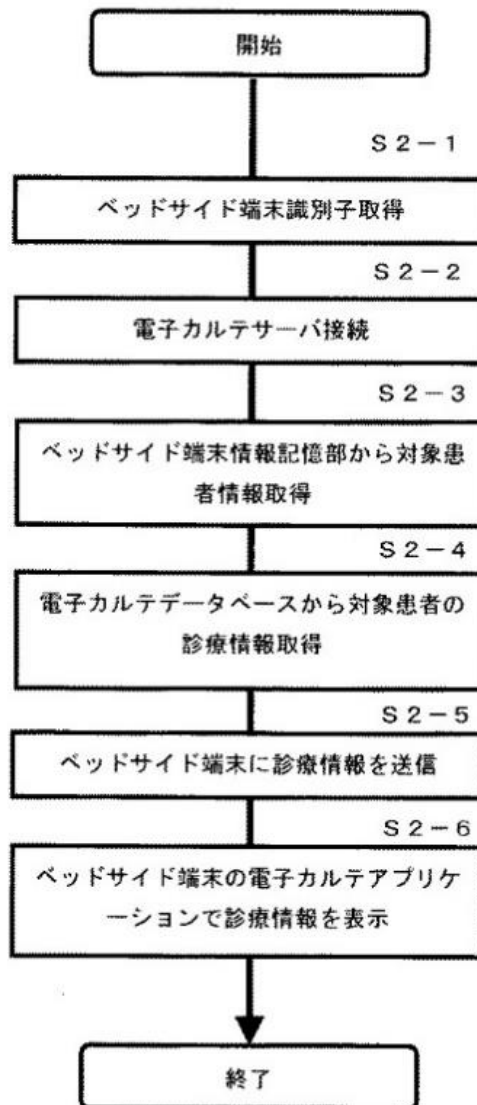 開始
S2-1
ベッドサイド端末識別子取得
S2-2
電子カルテサーバ接続
S2-3
ベッドサイド端末情報記憶部から対象患
者情報取得
S2-4
電子カルテデータベースから対象患者の
診療情報取得
S2-5
ベッドサイド端末に診療情報を送信
S2-6
ベッドサイド端末の電子カルテアプリケ
ーションで診療情報を表示
終了